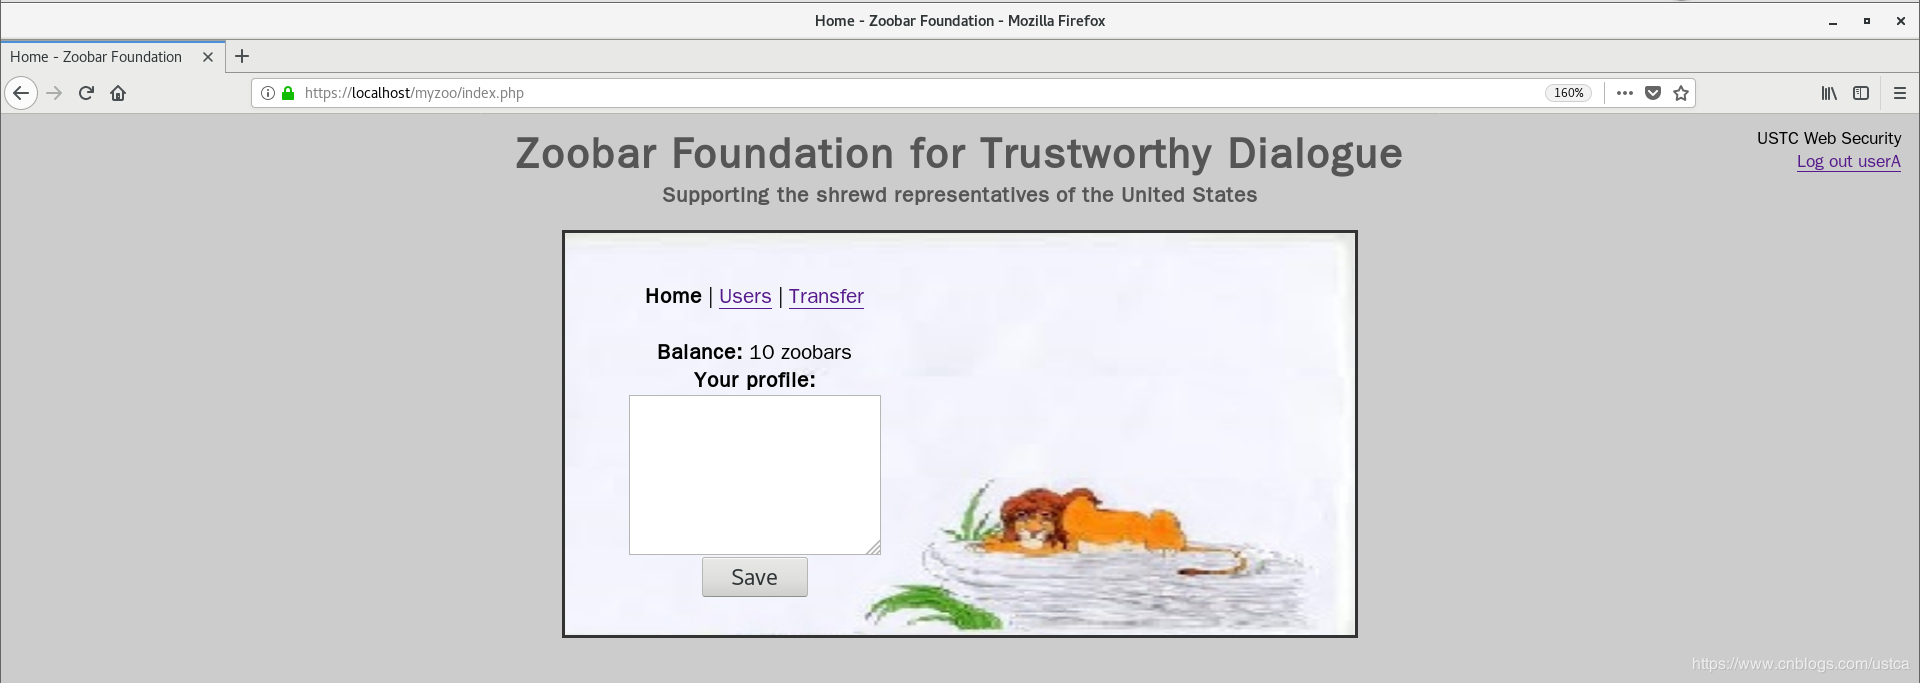 Home - Zoobar Foundation - Mozilla Firefox
Home - Zoobar Foundation
https://localhost/myzoo/index.php
160%
Zoobar Foundation for Trustworthy Dialogue
Supporting the shrewd representatives of the United States
USTC Web Security
Log out userA
Home | Users | Transfer
Balance: 10 zoobars
Your profile:
Save
https://www.cnblogs.com/ustca